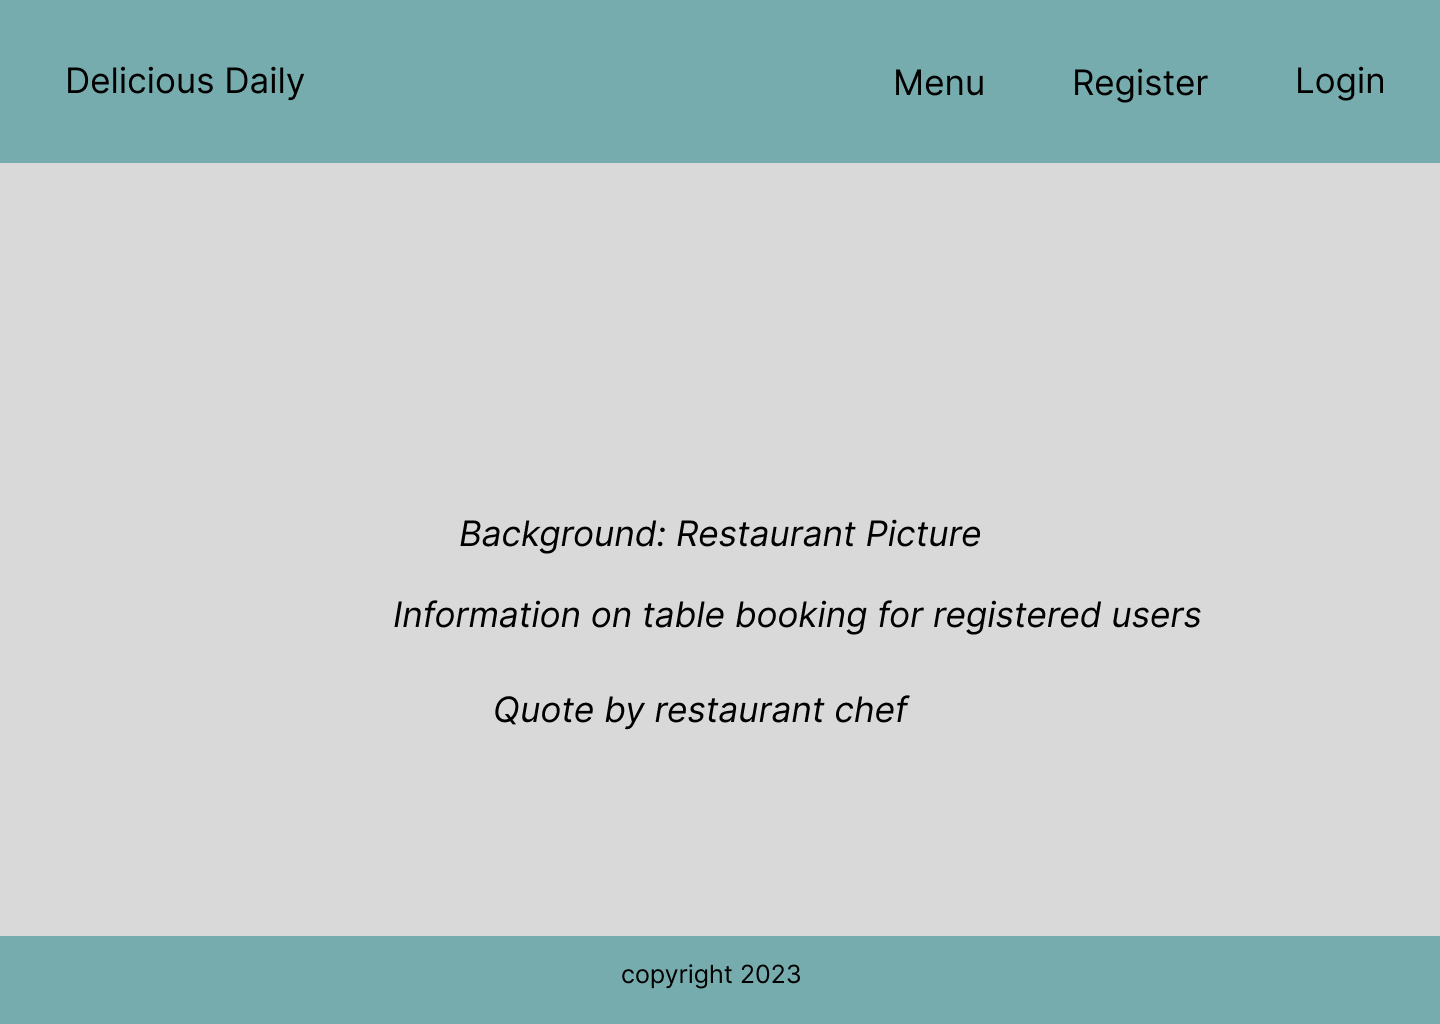 Delicious Daily Menu Register Login
Background: Restaurant Picture
Information on table booking for registered users
Quote by restaurant chef
copyright 2023